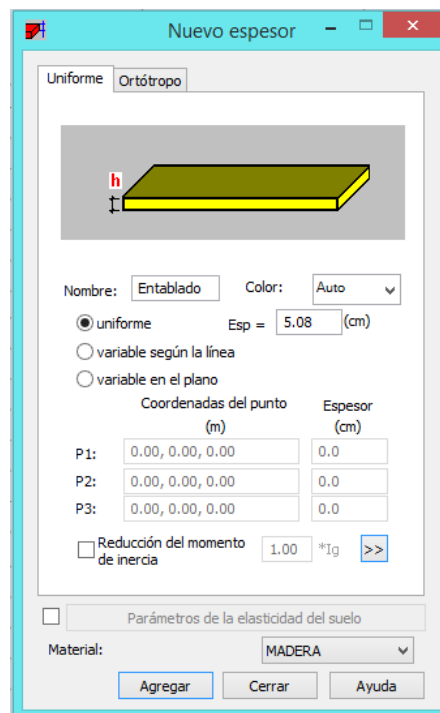 Nuevo espesor
Uniforme Ortótropo
h
Nombre: Entablado Color: Auto
uniforme Esp = 5.08 (cm)
variable según la línea
variable en el plano
Coordenadas del punto Espesor
(m) (cm)
P1: 0.00, 0.00, 0.00 0.0
P2: 0.00, 0.00, 0.00 0.0
P3: 0.00, 0.00, 0.00 0.0
Reducción del momento
de inercia 1.00 *Ig >>
Parámetros de la elasticidad del suelo
Material: MADERA
Agregar Cerrar Ayuda